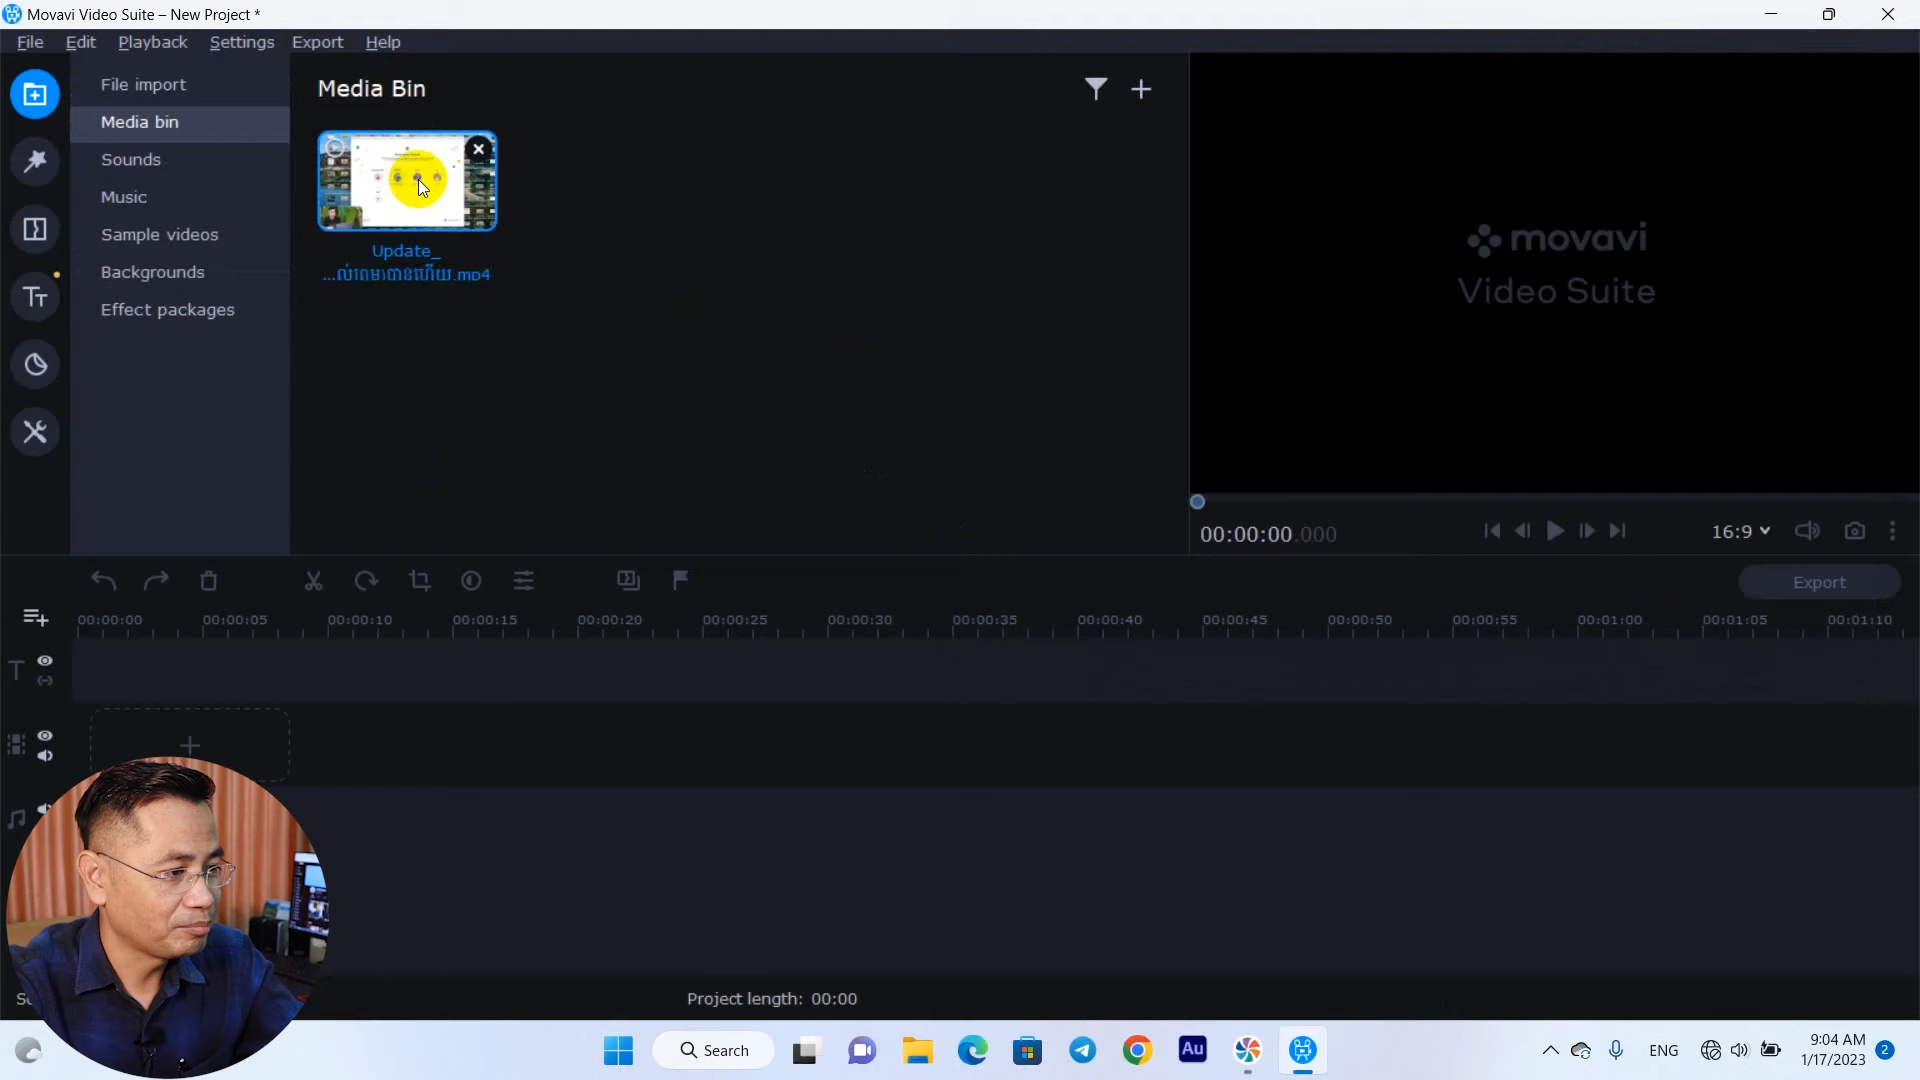 Movavi Video Suite – New Project *
File Edit Playback Settings Export Help
File import
Media bin
Sounds
Music
Sample videos
Backgrounds
Effect packages
Media Bin
Update_
...ល់ពេមេបានហើយ.mp4
movavi
Video Suite
00:00:00.000
16:9
Export
00:00:00 00:00:05 00:00:10 00:00:15 00:00:20 00:00:25 00:00:30 00:00:35 00:00:40 00:00:45 00:00:50 00:00:55 00:01:00 00:01:05 00:01:10
Project length: 00:00
Search
Au
ENG
9:04 AM
1/17/2023
2